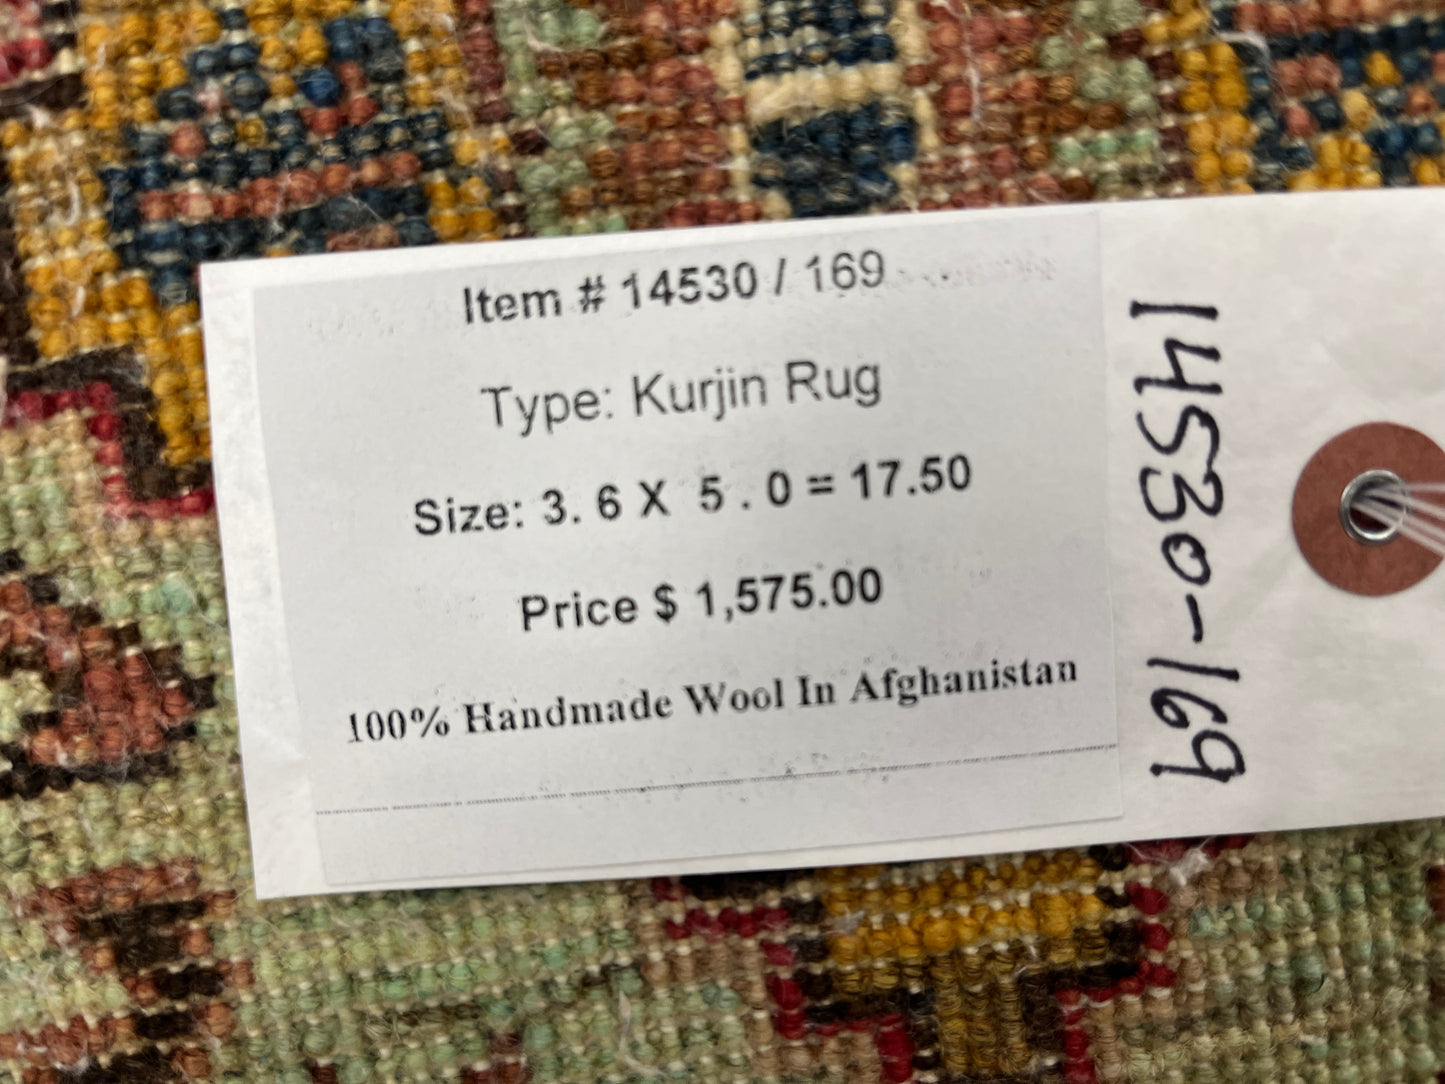 Item # 14530 / 169
Type: Kurjin Rug
Size: 3. 6 X 5 . 0 = 17.50
Price $ 1,575.00
100% Handmade Wool In Afghanistan
14530-169